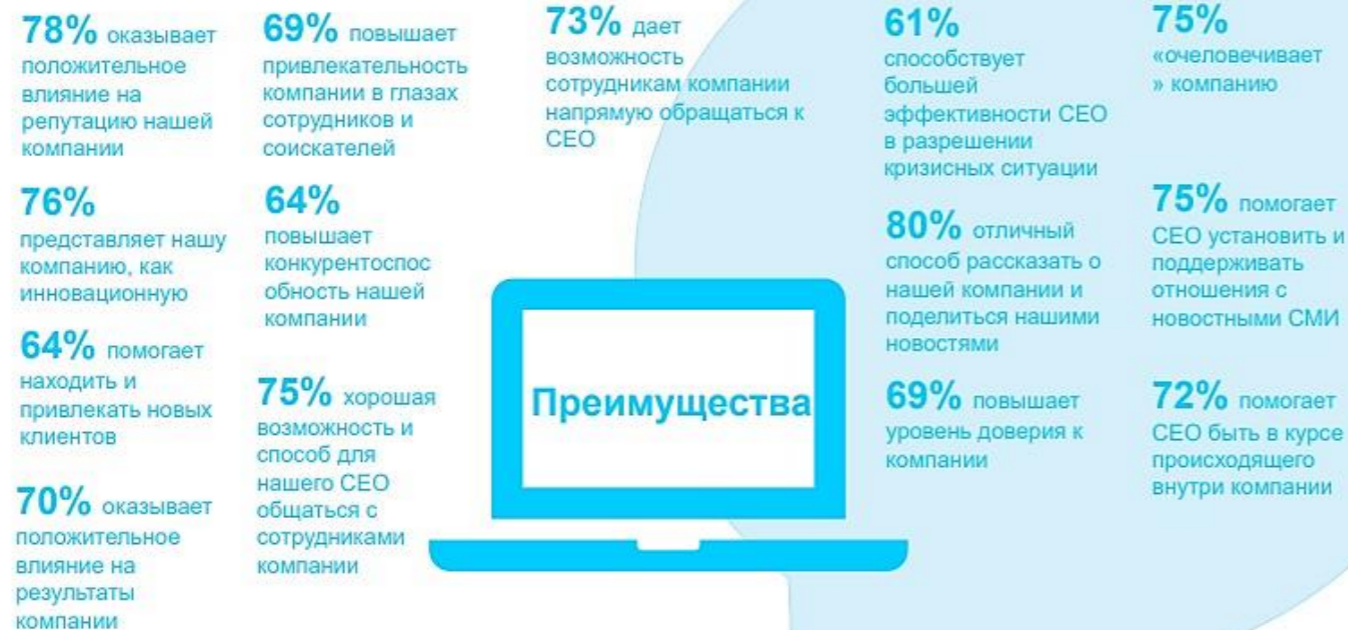 78% оказывает
положительное
влияние на
репутацию нашей
компании
76%
представляет нашу
компанию, как
инновационную
64% помогает
находить и
привлекать новых
клиентов
70% оказывает
положительное
влияние на
результаты
компании
69% повышает
привлекательность
компании в глазах
сотрудников и
соискателей
64%
повышает
конкурентоспос
обность нашей
компании
75% хорошая
возможность и
способ для
нашего CEO
общаться с
сотрудниками
компании
73% дает
возможность
сотрудникам компании
напрямую обращаться к
CEO
Преимущества
61%
способствует
большей
эффективности CEO
в разрешении
кризисных ситуации
80% отличный
способ рассказать о
нашей компании и
поделиться нашими
новостями
69% повышает
уровень доверия к
компании
75%
«очеловечивает
» компанию
75% помогает
CEO установить и
поддерживать
отношения с
новостными СМИ
72% помогает
CEO быть в курсе
происходящего
внутри компании